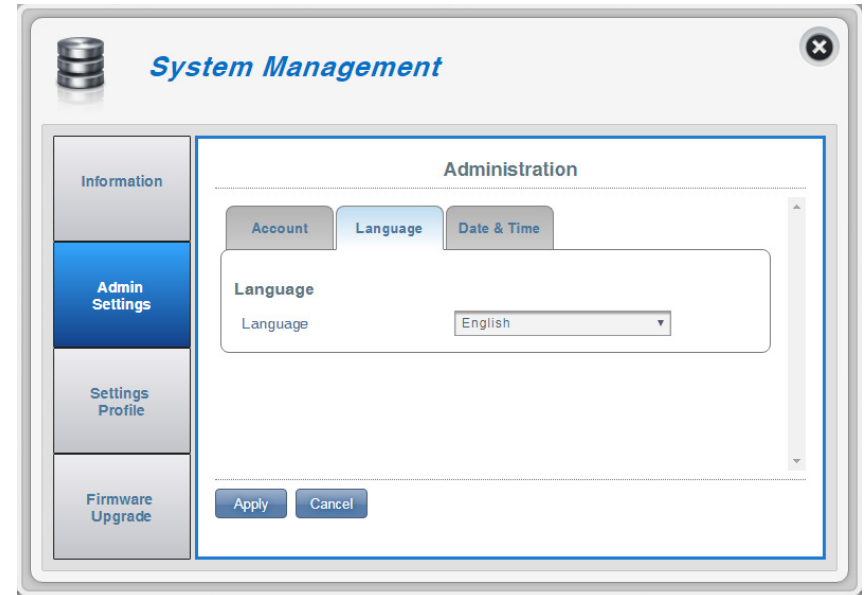 System Management
Information
Admin
Settings
Settings
Profile
Firmware
Upgrade
Administration
Account
Language
Date & Time
Language
Language
English
Apply
Cancel